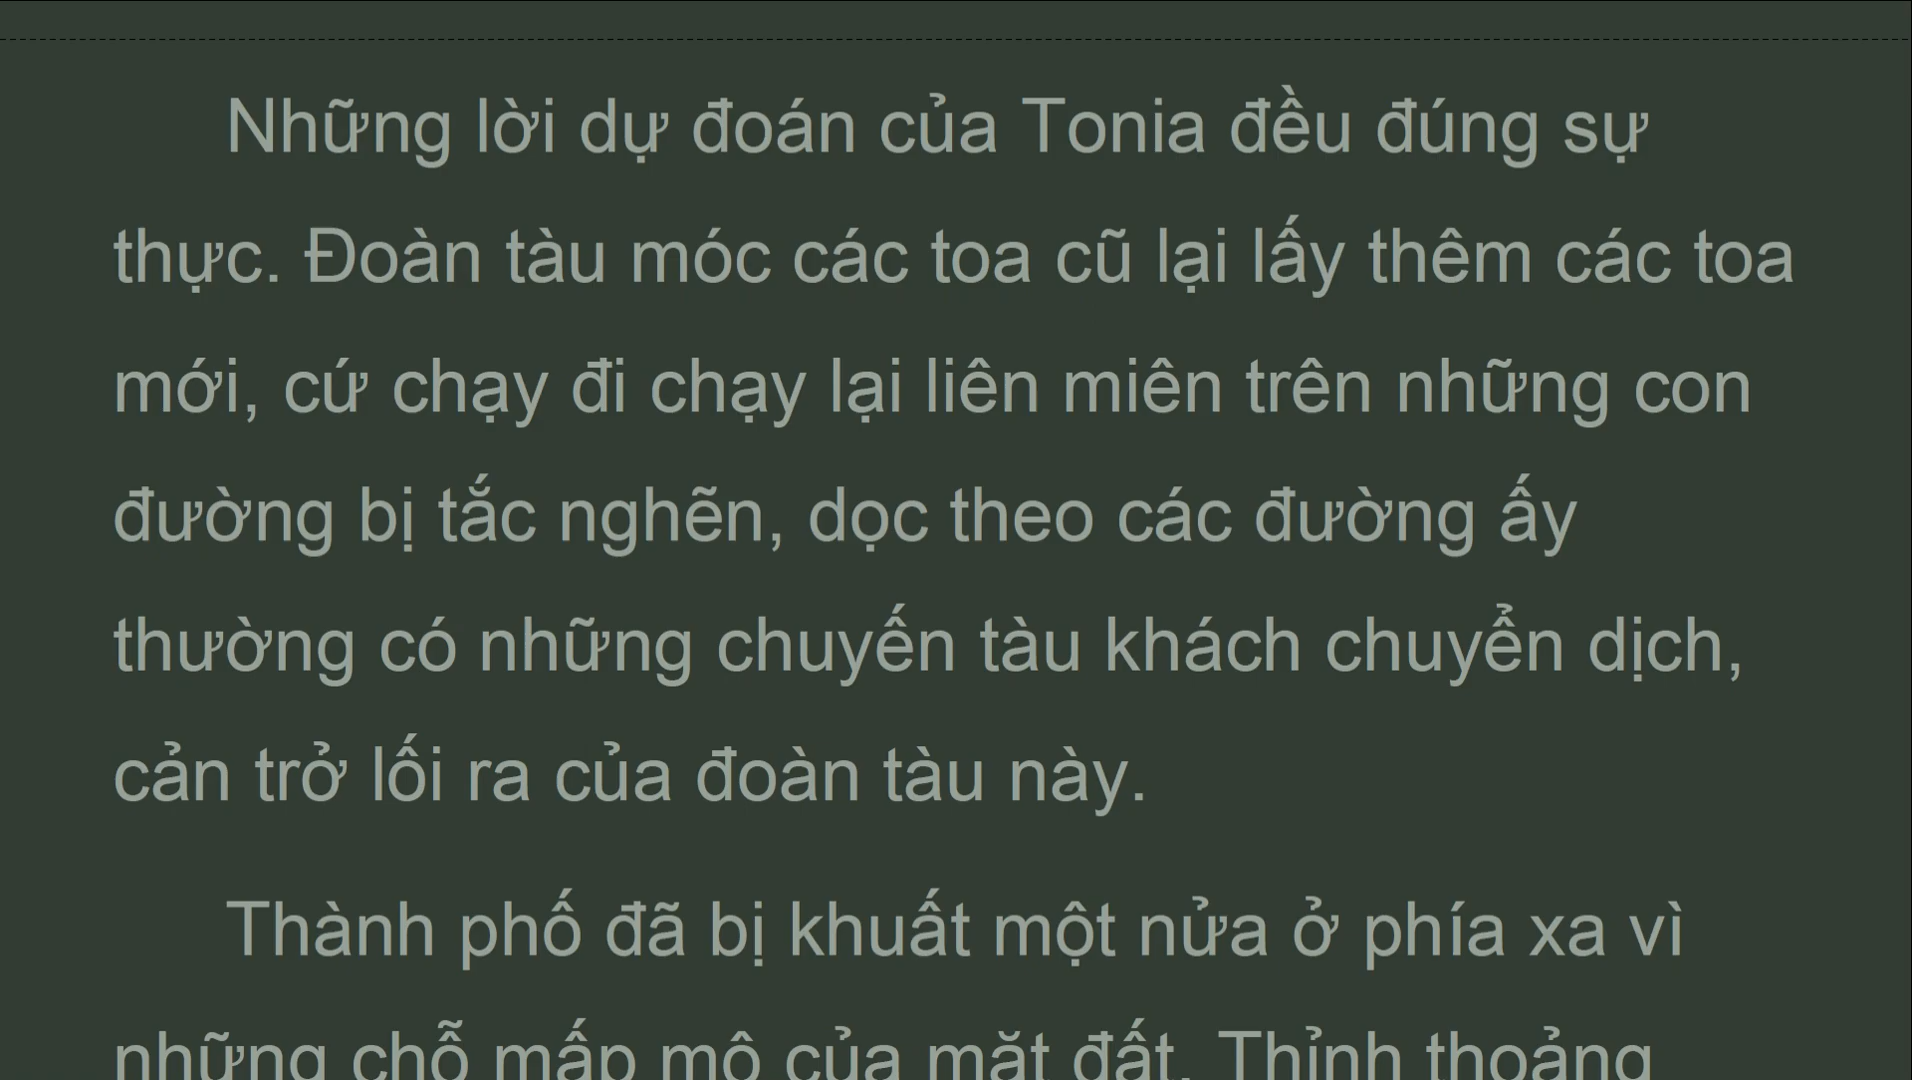 Những lời dự đoán của Tonia đều đúng sự
thực. Đoàn tàu móc các toa cũ lại lấy thêm các toa
mới, cứ chạy đi chạy lại liên miên trên những con
đường bị tắc nghẽn, dọc theo các đường ấy
thường có những chuyến tàu khách chuyển dịch,
cản trở lối ra của đoàn tàu này.
Thành phố đã bị khuất một nửa ở phía xa vì
những chỗ mấp mô của mặt đất. Thỉnh thoảng